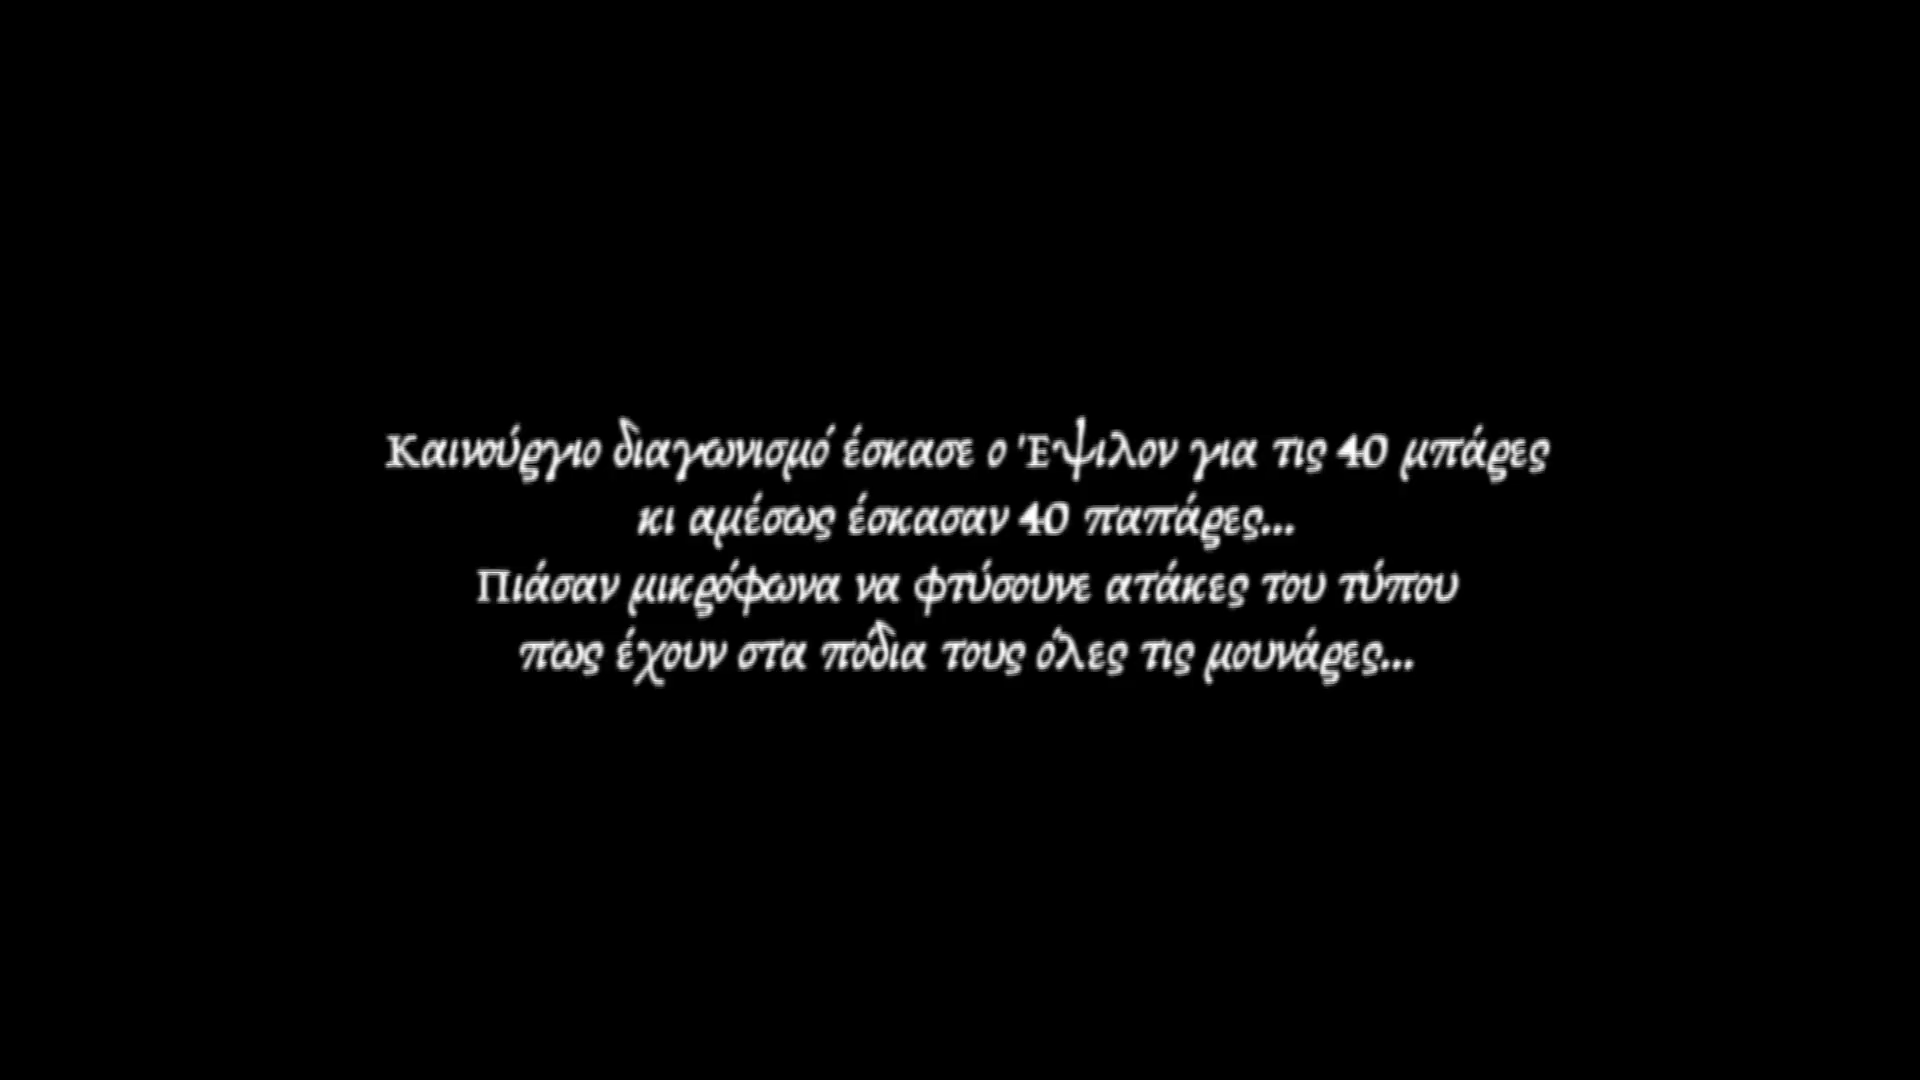 Καινούργιο διαγωνισμό έσκασε ο Έψιλον για τις 40 μπάρες
κι αμέσως έσκασαν 40 παπάρες...
Πιάσαν μικρόφωνα να φτύσουνε ατάκες του τύπου
πως έχουν στα πόδια τους όλες τις μουνάρες...